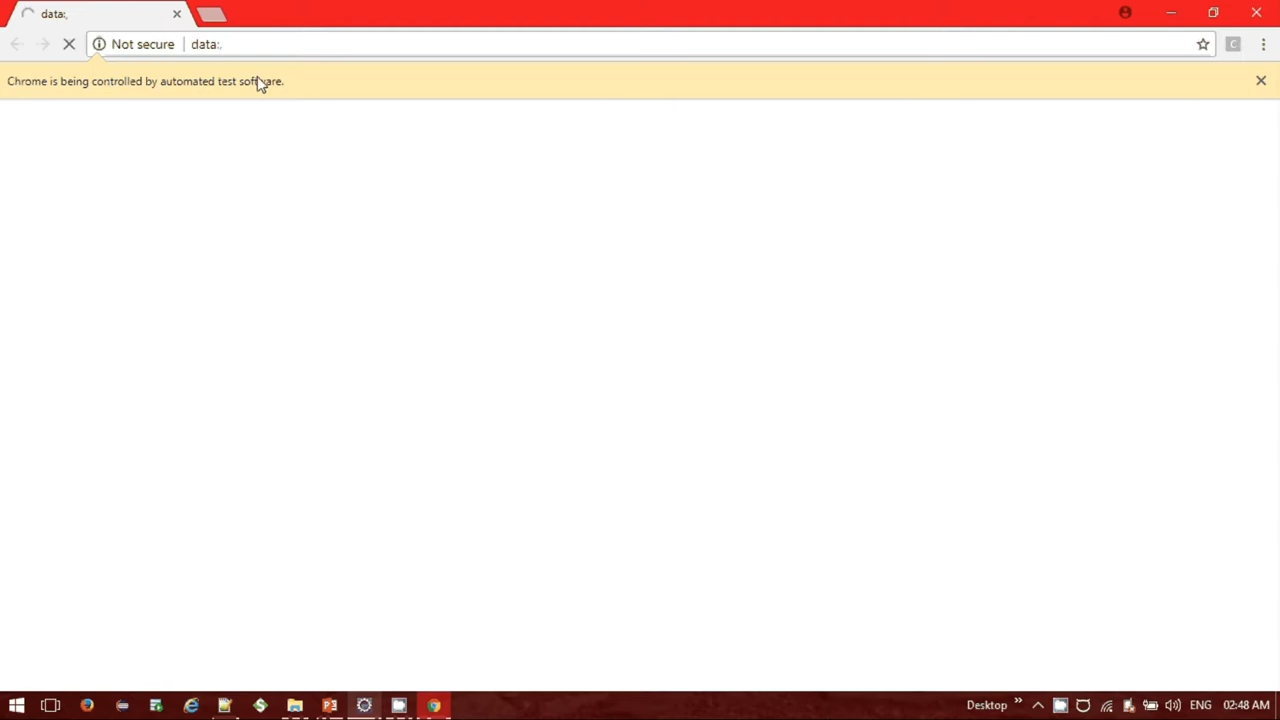 data:,
Not secure data:,
Chrome is being controlled by automated test software.
C
Desktop » ENG 02:48 AM